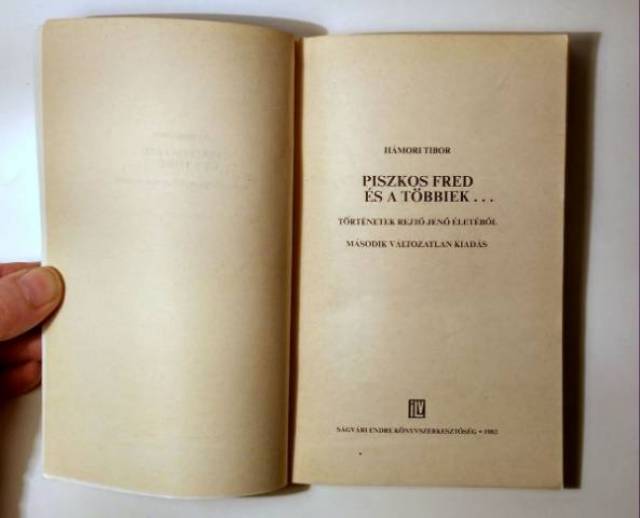 HÁMORI TIBOR
PISZKOS FRED
ÉS A TÖBBIEK...
TÖRTÉNETEK REJTŐ JENŐ ÉLETÉBŐL
MÁSODIK VÁLTOZATLAN KIADÁS
ILV
SÁGVÁRI ENDRE KÖNYVSZERKESZTŐSÉG • 1982